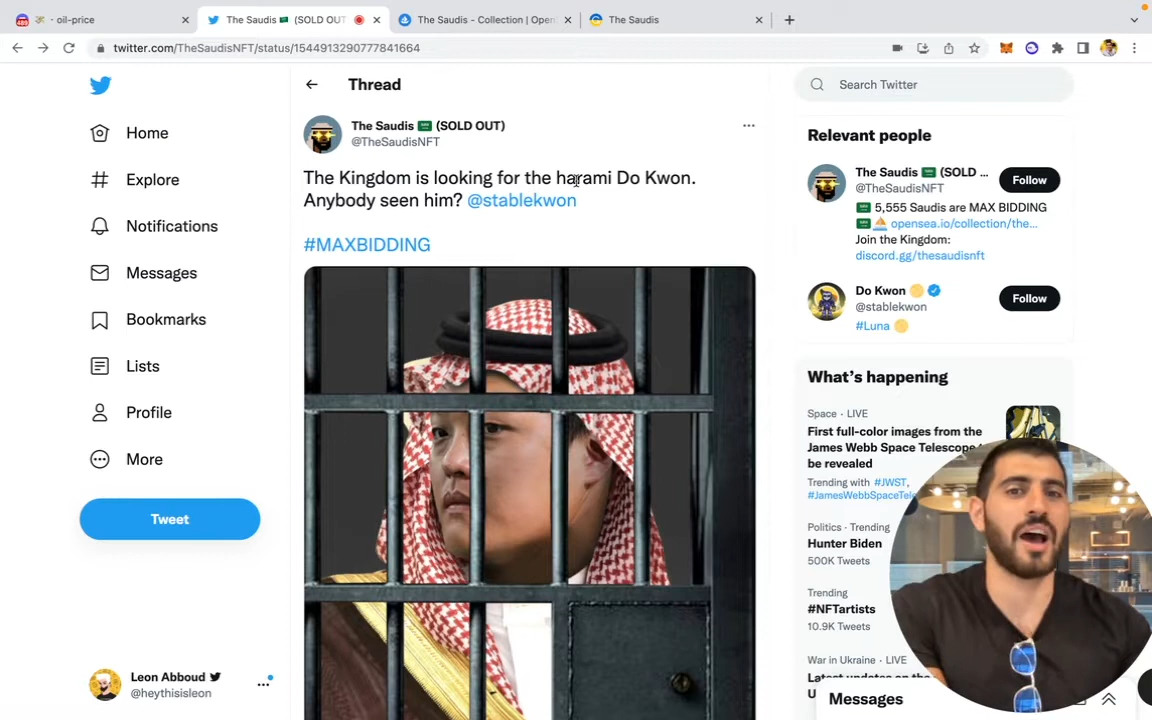 - oil-price
The Saudis 🇸🇦 (SOLD OUT)
The Saudis - Collection | Open
The Saudis
twitter.com/TheSaudisNFT/status/1544913290777841664
Home
Explore
Notifications
Messages
Bookmarks
Lists
Profile
More
Tweet
Leon Abboud
@heythisisleon
Thread
The Saudis 🇸🇦 (SOLD OUT)
@TheSaudisNFT
The Kingdom is looking for the harami Do Kwon.
Anybody seen him? @stablekwon
#MAXBIDDING
Search Twitter
Relevant people
The Saudis 🇸🇦 (SOLD ...
@TheSaudisNFT
Follow
🇸🇦 5,555 Saudis are MAX BIDDING
🇸🇦⛵ opensea.io/collection/the...
Join the Kingdom:
discord.gg/thesaudisnft
Do Kwon
@stablekwon
Follow
#Luna
What's happening
Space · LIVE
First full-color images from the
James Webb Space Telescope
be revealed
Trending with #JWST,
#JamesWebbSpaceTele
Politics · Trending
Hunter Biden
500K Tweets
Trending
#NFTartists
10.9K Tweets
War in Ukraine · LIVE
Messages